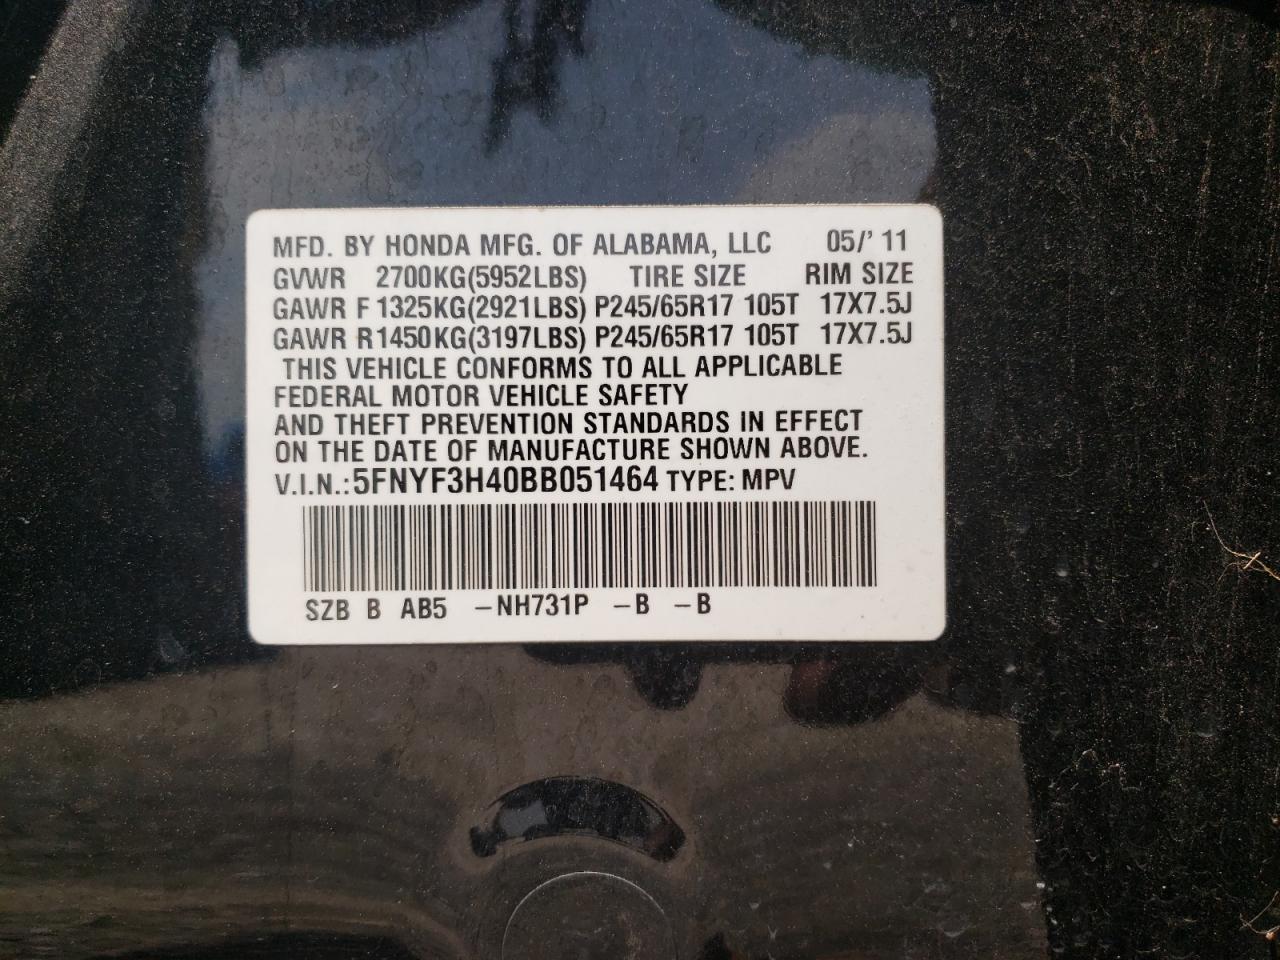 MFD. BY HONDA MFG. OF ALABAMA, LLC 05/' 11
GVWR 2700KG(5952LBS) TIRE SIZE RIM SIZE
GAWR F 1325KG(2921LBS) P245/65R17 105T 17X7.5J
GAWR R 1450KG(3197LBS) P245/65R17 105T 17X7.5J
THIS VEHICLE CONFORMS TO ALL APPLICABLE
FEDERAL MOTOR VEHICLE SAFETY
AND THEFT PREVENTION STANDARDS IN EFFECT
ON THE DATE OF MANUFACTURE SHOWN ABOVE.
V.I.N.: 5FNYF3H40BB051464 TYPE: MPV
SZB B AB5 –NH731P –B –B